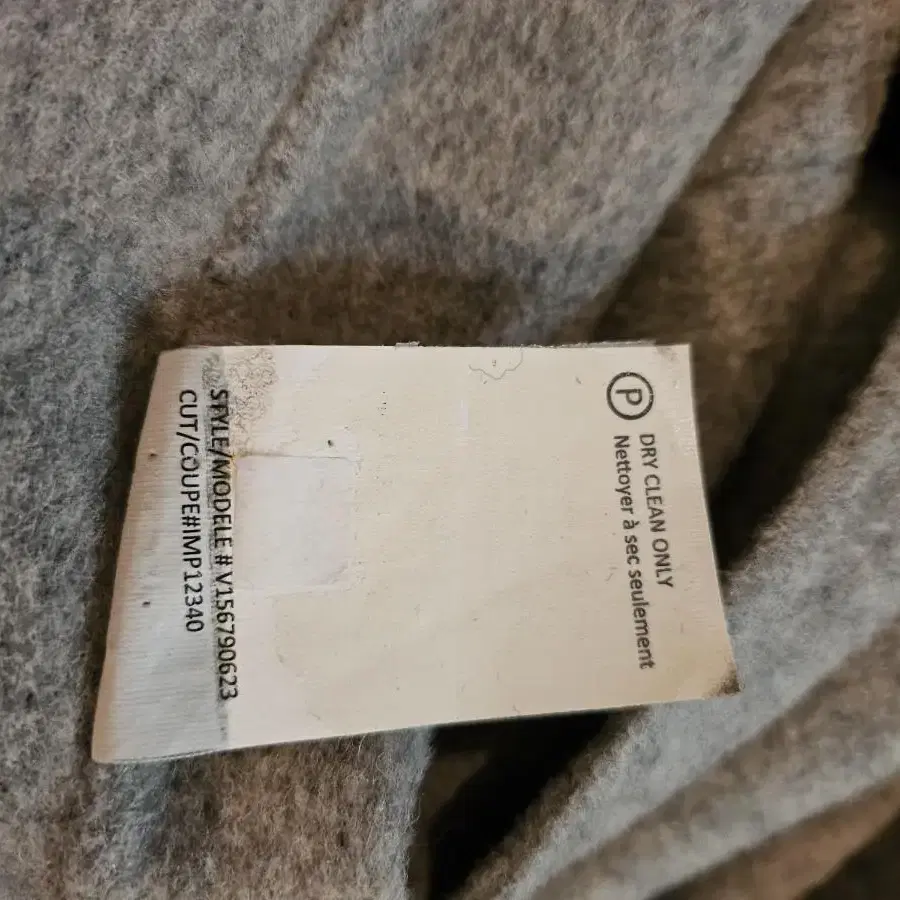 P
DRY CLEAN ONLY
Nettoyer à sec seulement
STYLE/MODELE # V156790623
CUT/COUPE#IMP12340